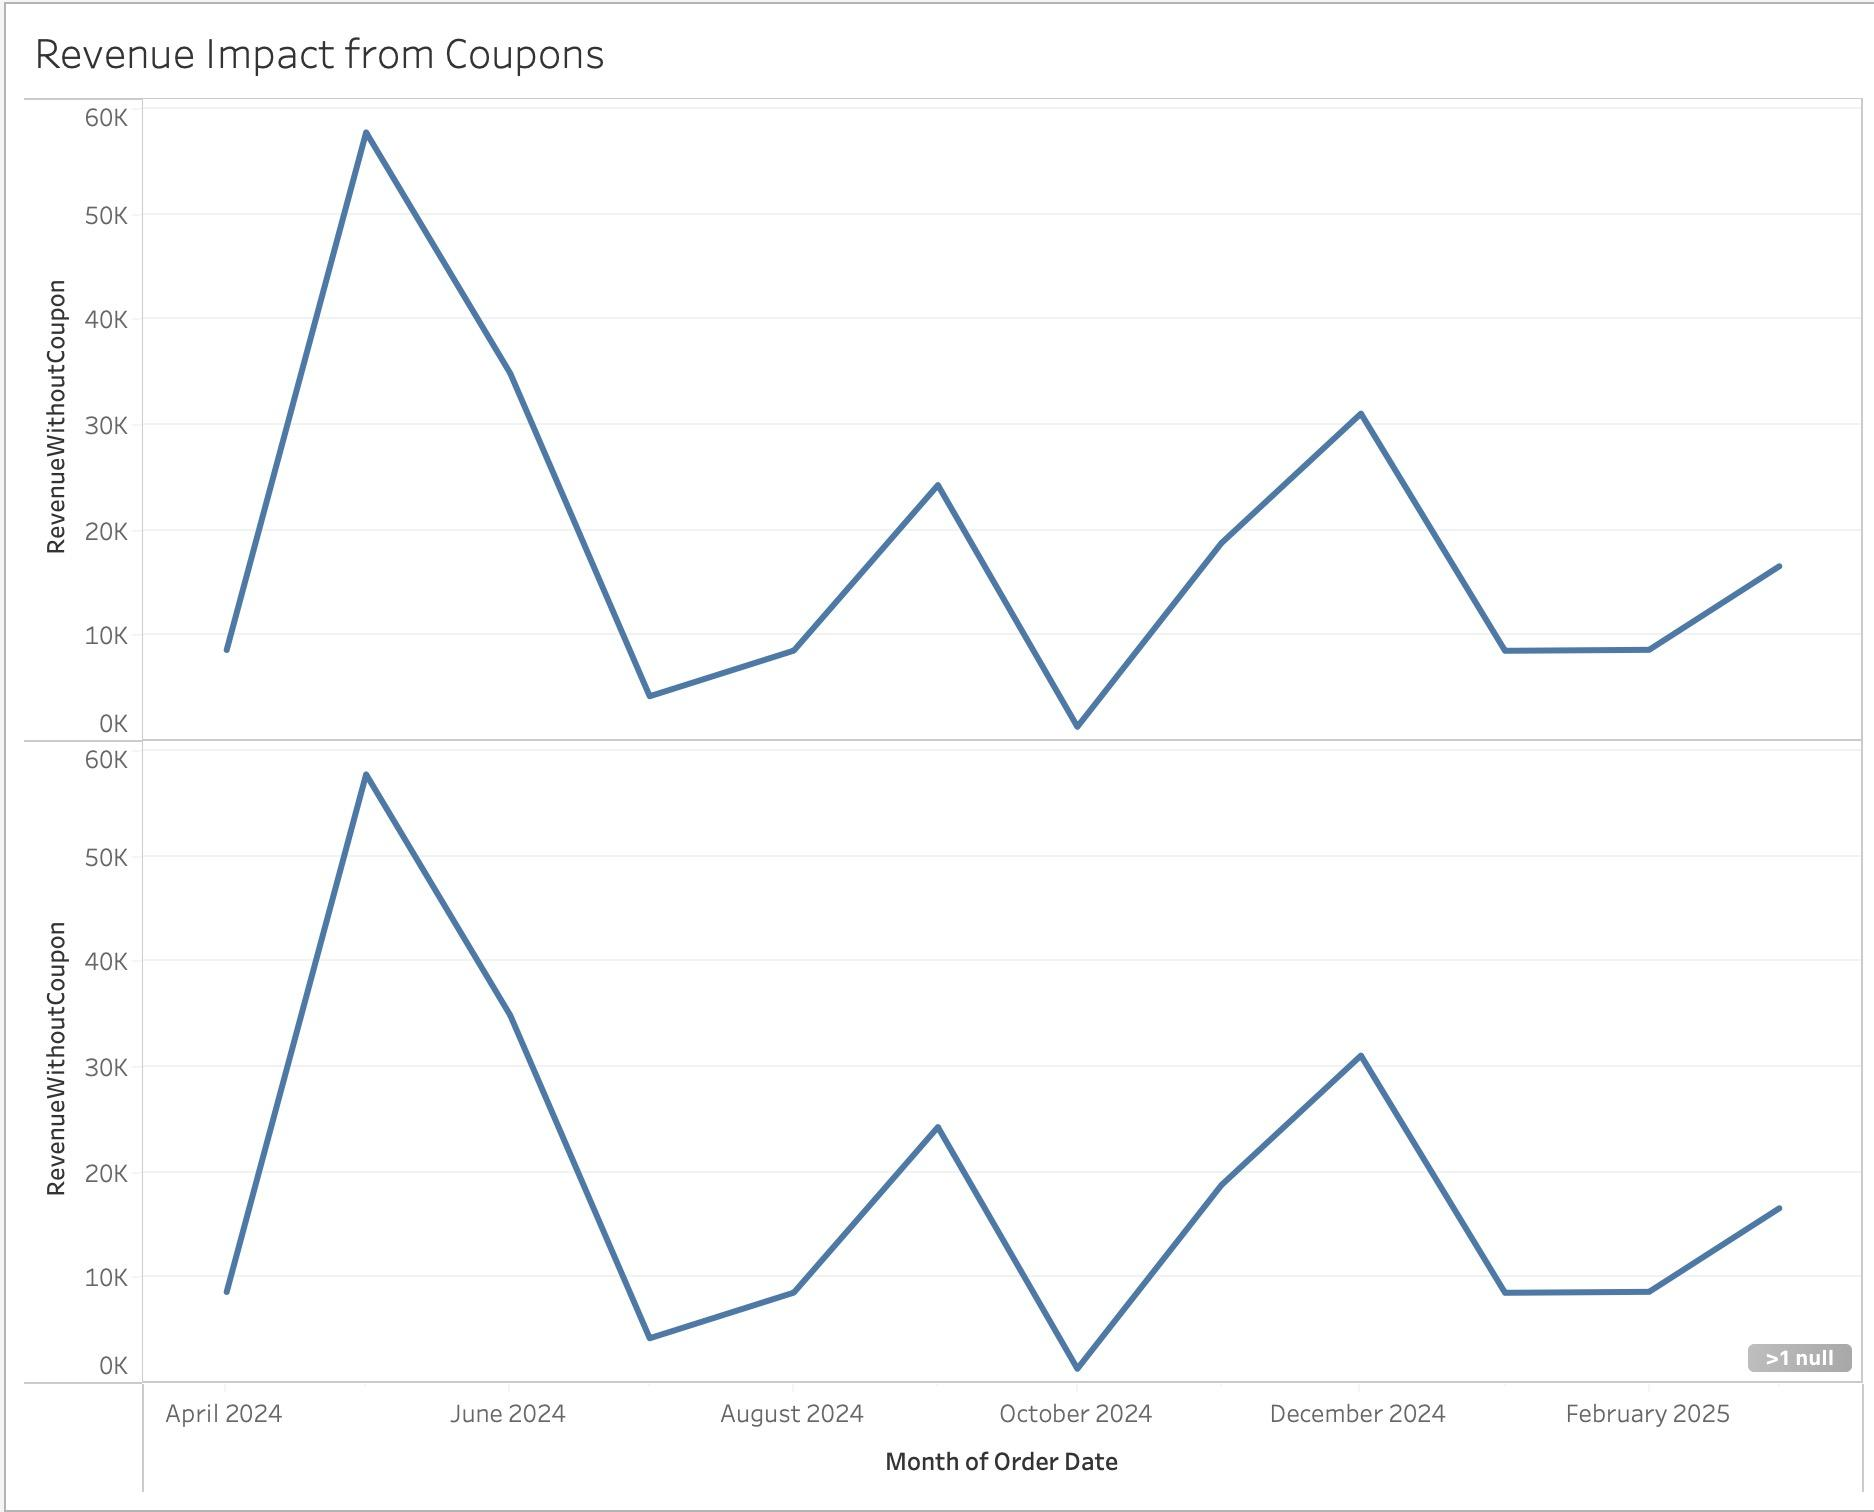 Revenue Impact from Coupons
60K
50K
40K
30K
20K
10K
0K
RevenueWithoutCoupon
60K
50K
40K
30K
20K
10K
0K
RevenueWithoutCoupon
>1 null
April 2024 June 2024 August 2024 October 2024 December 2024 February 2025
Month of Order Date